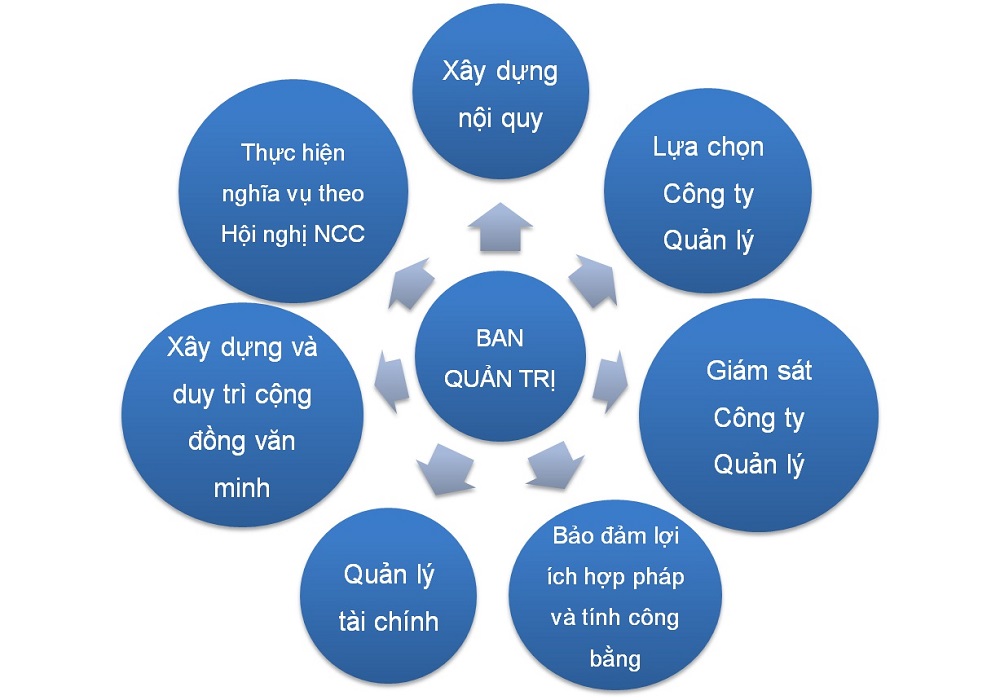 Xây dựng
nội quy
Lựa chọn
Công ty
Quản lý
Giám sát
Công ty
Quản lý
Bảo đảm lợi
ích hợp pháp
và tính công
bằng
Quản lý
tài chính
Xây dựng và
duy trì cộng
đồng văn
minh
Thực hiện
nghĩa vụ theo
Hội nghị NCC
BAN
QUẢN TRỊ